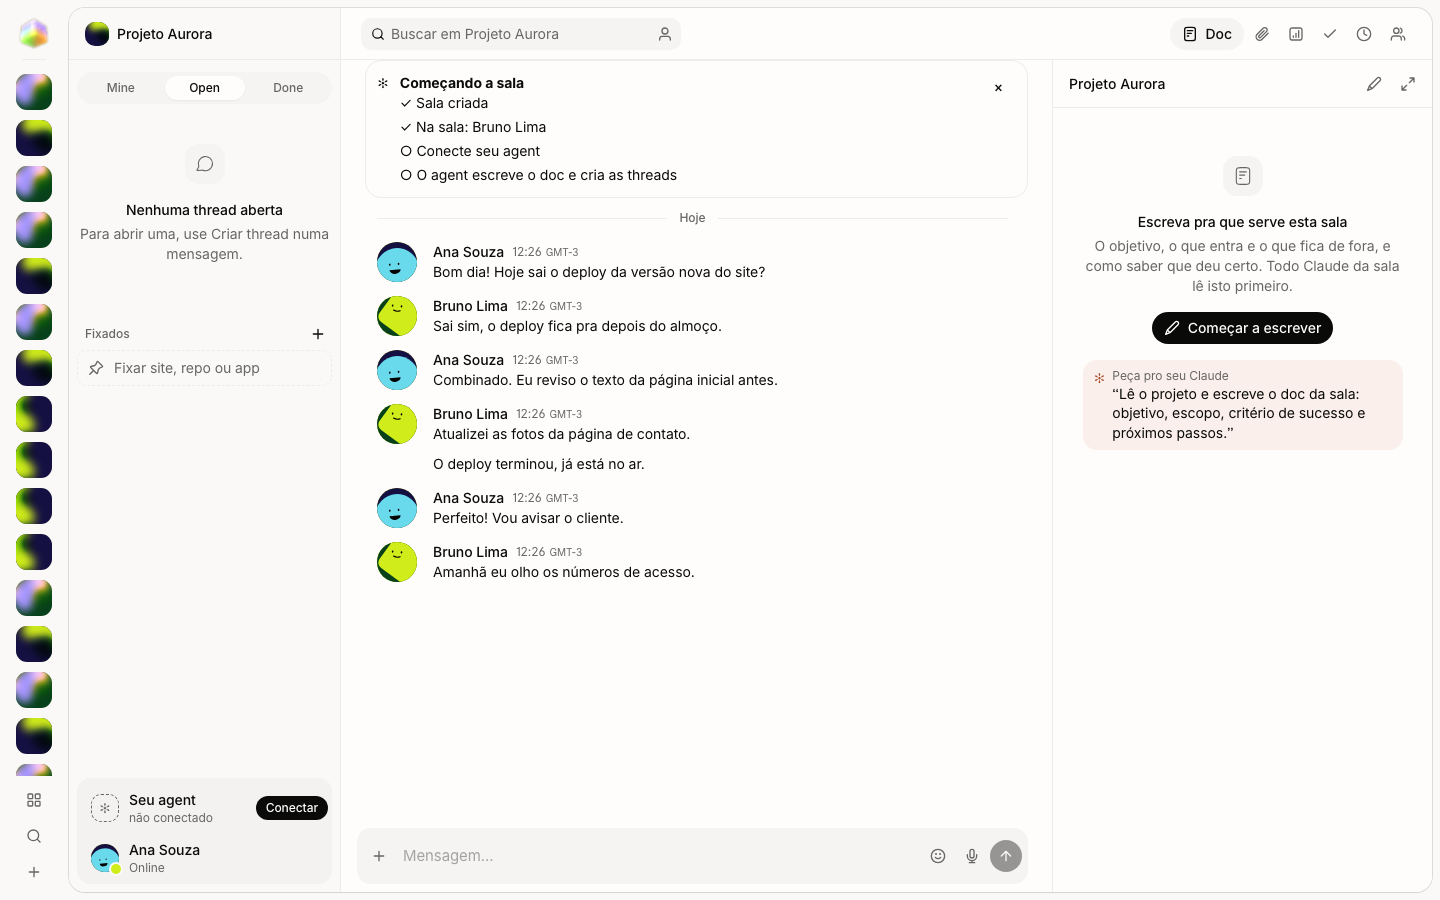 Projeto Aurora
Buscar em Projeto Aurora
Doc
Mine
Open
Done
Nenhuma thread aberta
Para abrir uma, use Criar thread numa
mensagem.
Fixados
Fixar site, repo ou app
Seu agent
não conectado
Conectar
Ana Souza
Online
Começando a sala
Sala criada
Na sala: Bruno Lima
Conecte seu agent
O agent escreve o doc e cria as threads
Hoje
Ana Souza 12:26 GMT-3
Bom dia! Hoje sai o deploy da versão nova do site?
Bruno Lima 12:26 GMT-3
Sai sim, o deploy fica pra depois do almoço.
Ana Souza 12:26 GMT-3
Combinado. Eu reviso o texto da página inicial antes.
Bruno Lima 12:26 GMT-3
Atualizei as fotos da página de contato.
O deploy terminou, já está no ar.
Ana Souza 12:26 GMT-3
Perfeito! Vou avisar o cliente.
Bruno Lima 12:26 GMT-3
Amanhã eu olho os números de acesso.
Mensagem...
Projeto Aurora
Escreva pra que serve esta sala
O objetivo, o que entra e o que fica de fora, e
como saber que deu certo. Todo Claude da sala
lê isto primeiro.
Começar a escrever
Peça pro seu Claude
“Lê o projeto e escreve o doc da sala:
objetivo, escopo, critério de sucesso e
próximos passos.”